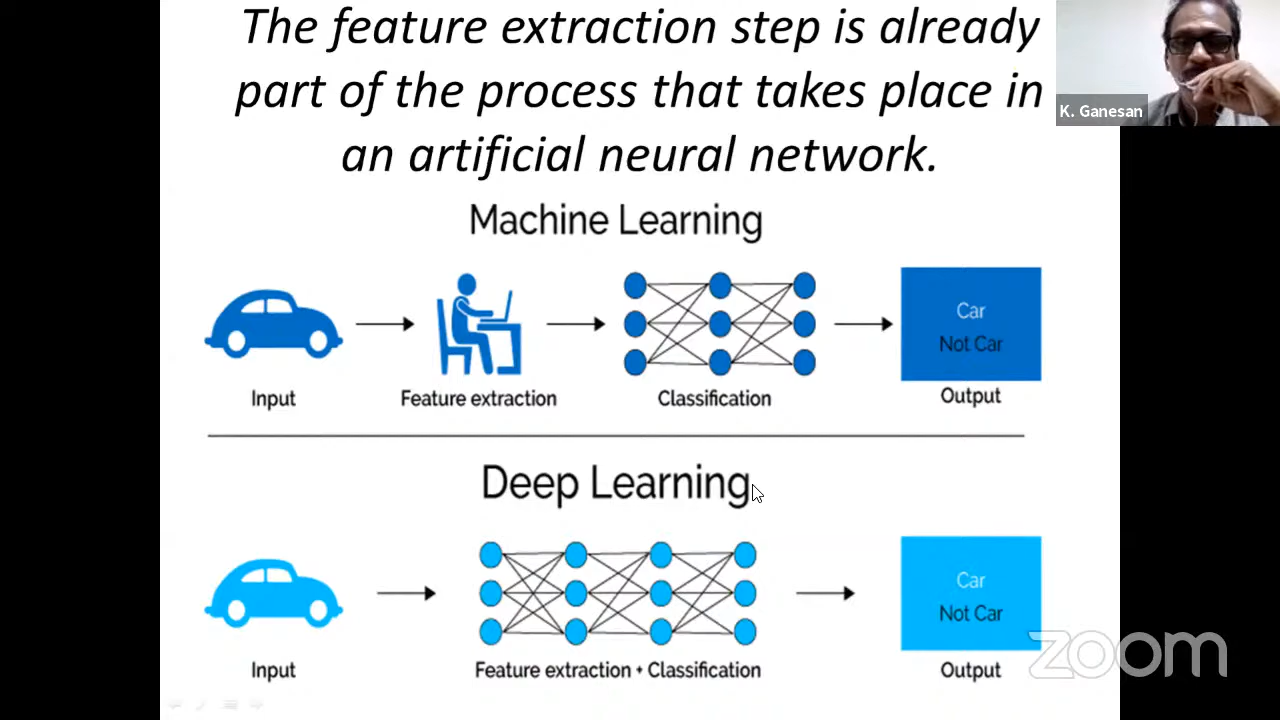 The feature extraction step is already
part of the process that takes place in
an artificial neural network.
K. Ganesan
Machine Learning
Car
Not Car
Input
Feature extraction
Classification
Output
Deep Learning
Car
Not Car
Input
Feature extraction + Classification
Output
zoom